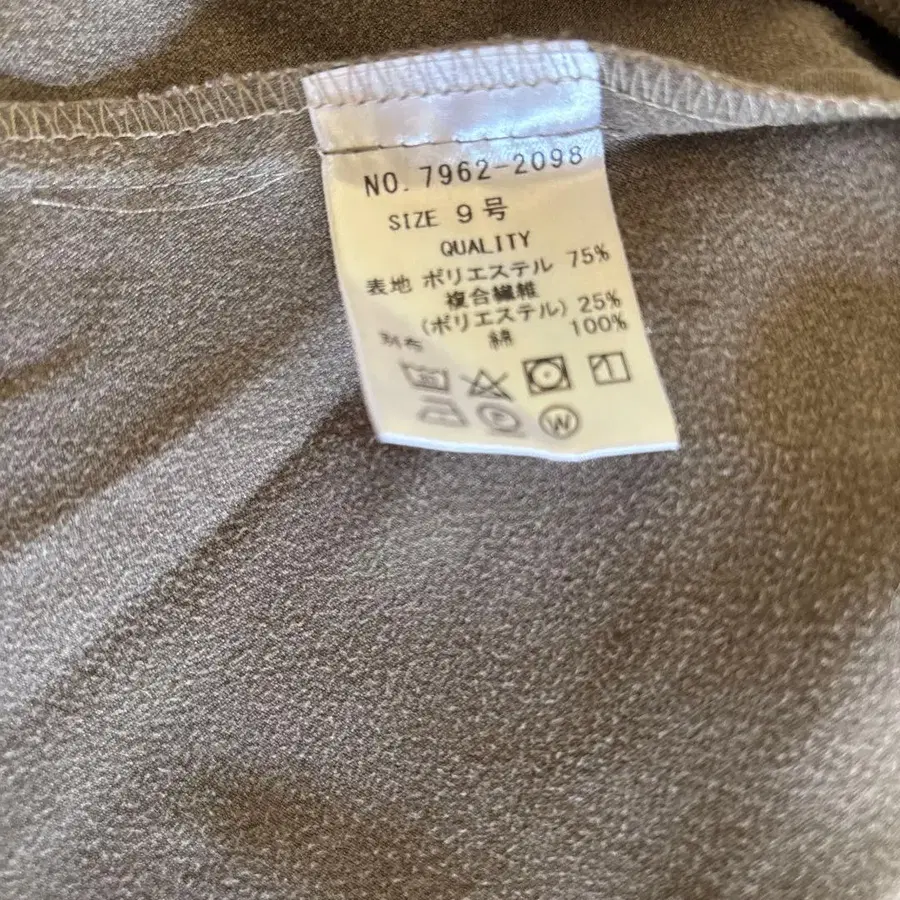 NO. 7962-2098
SIZE 9号
QUALITY
表地 ポリエステル 75%
複合繊維
(ポリエステル) 25%
別布 綿 100%
W